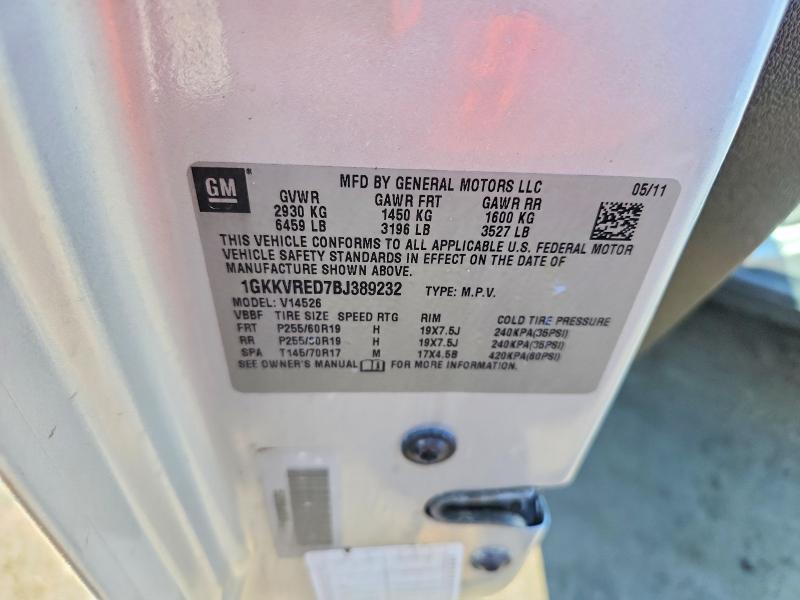 GM
MFD BY GENERAL MOTORS LLC 05/11
GVWR GAWR FRT GAWR RR
2930 KG 1450 KG 1600 KG
6459 LB 3196 LB 3527 LB
THIS VEHICLE CONFORMS TO ALL APPLICABLE U.S. FEDERAL MOTOR
VEHICLE SAFETY STANDARDS IN EFFECT ON THE DATE OF
MANUFACTURE SHOWN ABOVE.
1GKKVRED7BJ389232 TYPE: M.P.V.
MODEL: V14526
VBBF TIRE SIZE SPEED RTG RIM COLD TIRE PRESSURE
FRT P255/60R19 H 19X7.5J 240KPA(35PSI)
RR P255/60R19 H 19X7.5J 240KPA(35PSI)
SPA T145/70R17 M 17X4.5B 420KPA(60PSI)
SEE OWNER'S MANUAL FOR MORE INFORMATION.